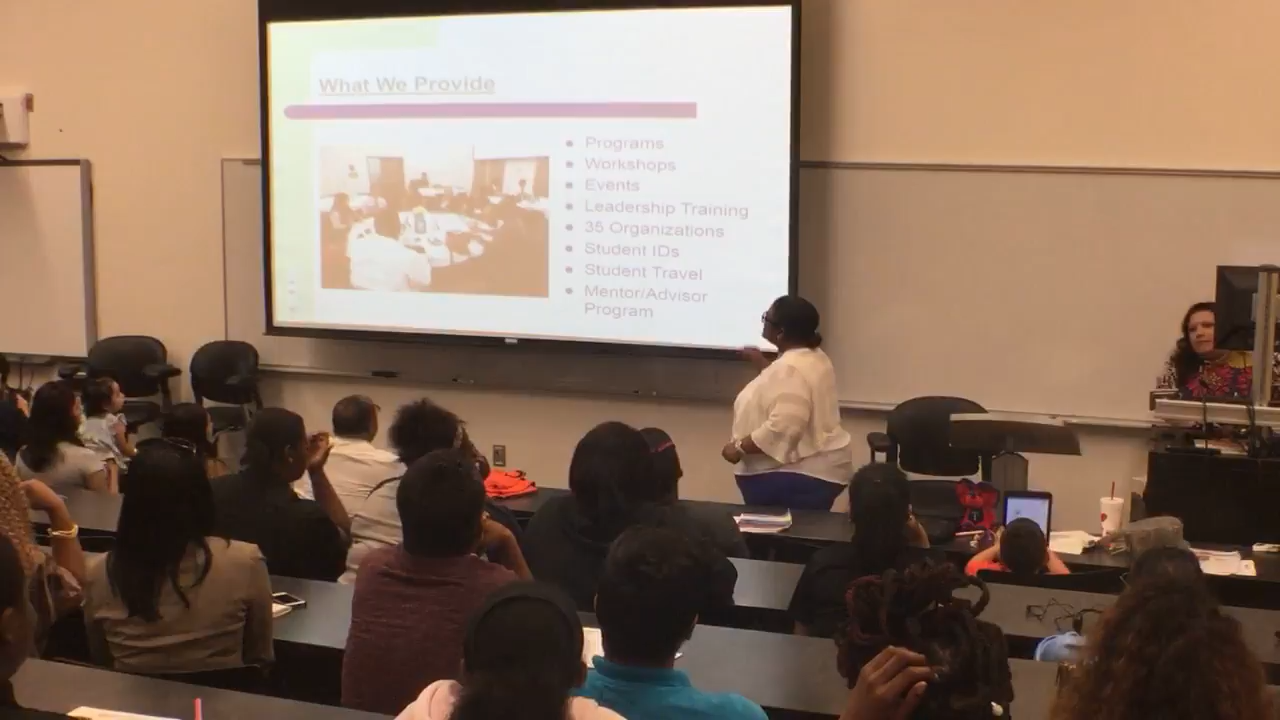 What We Provide
Programs
Workshops
Events
Leadership Training
35 Organizations
Student IDs
Student Travel
Mentor/Advisor
Program